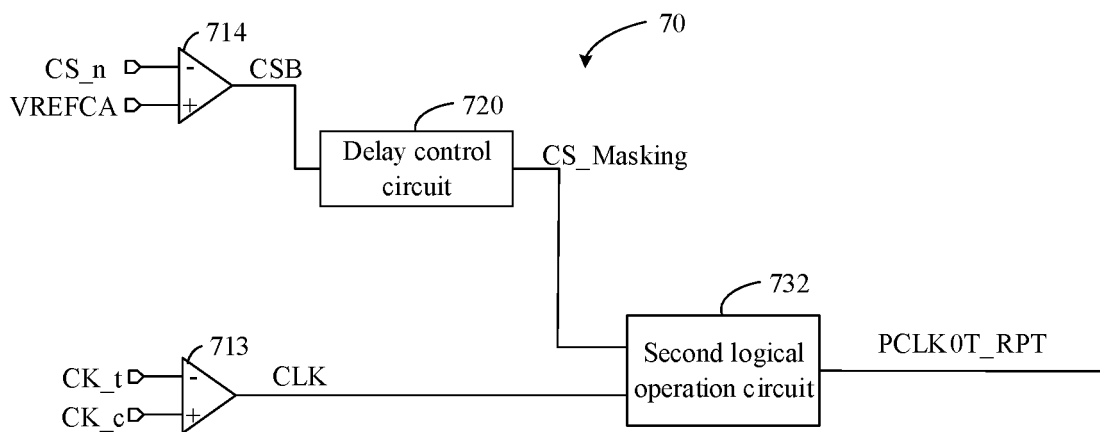 70
714
CS_n
-
CSB
VREFCA
+
720
Delay control
circuit
CS_Masking
732
713
Second logical
operation circuit
PCLK0T_RPT
CK_t
-
CLK
CK_c
+